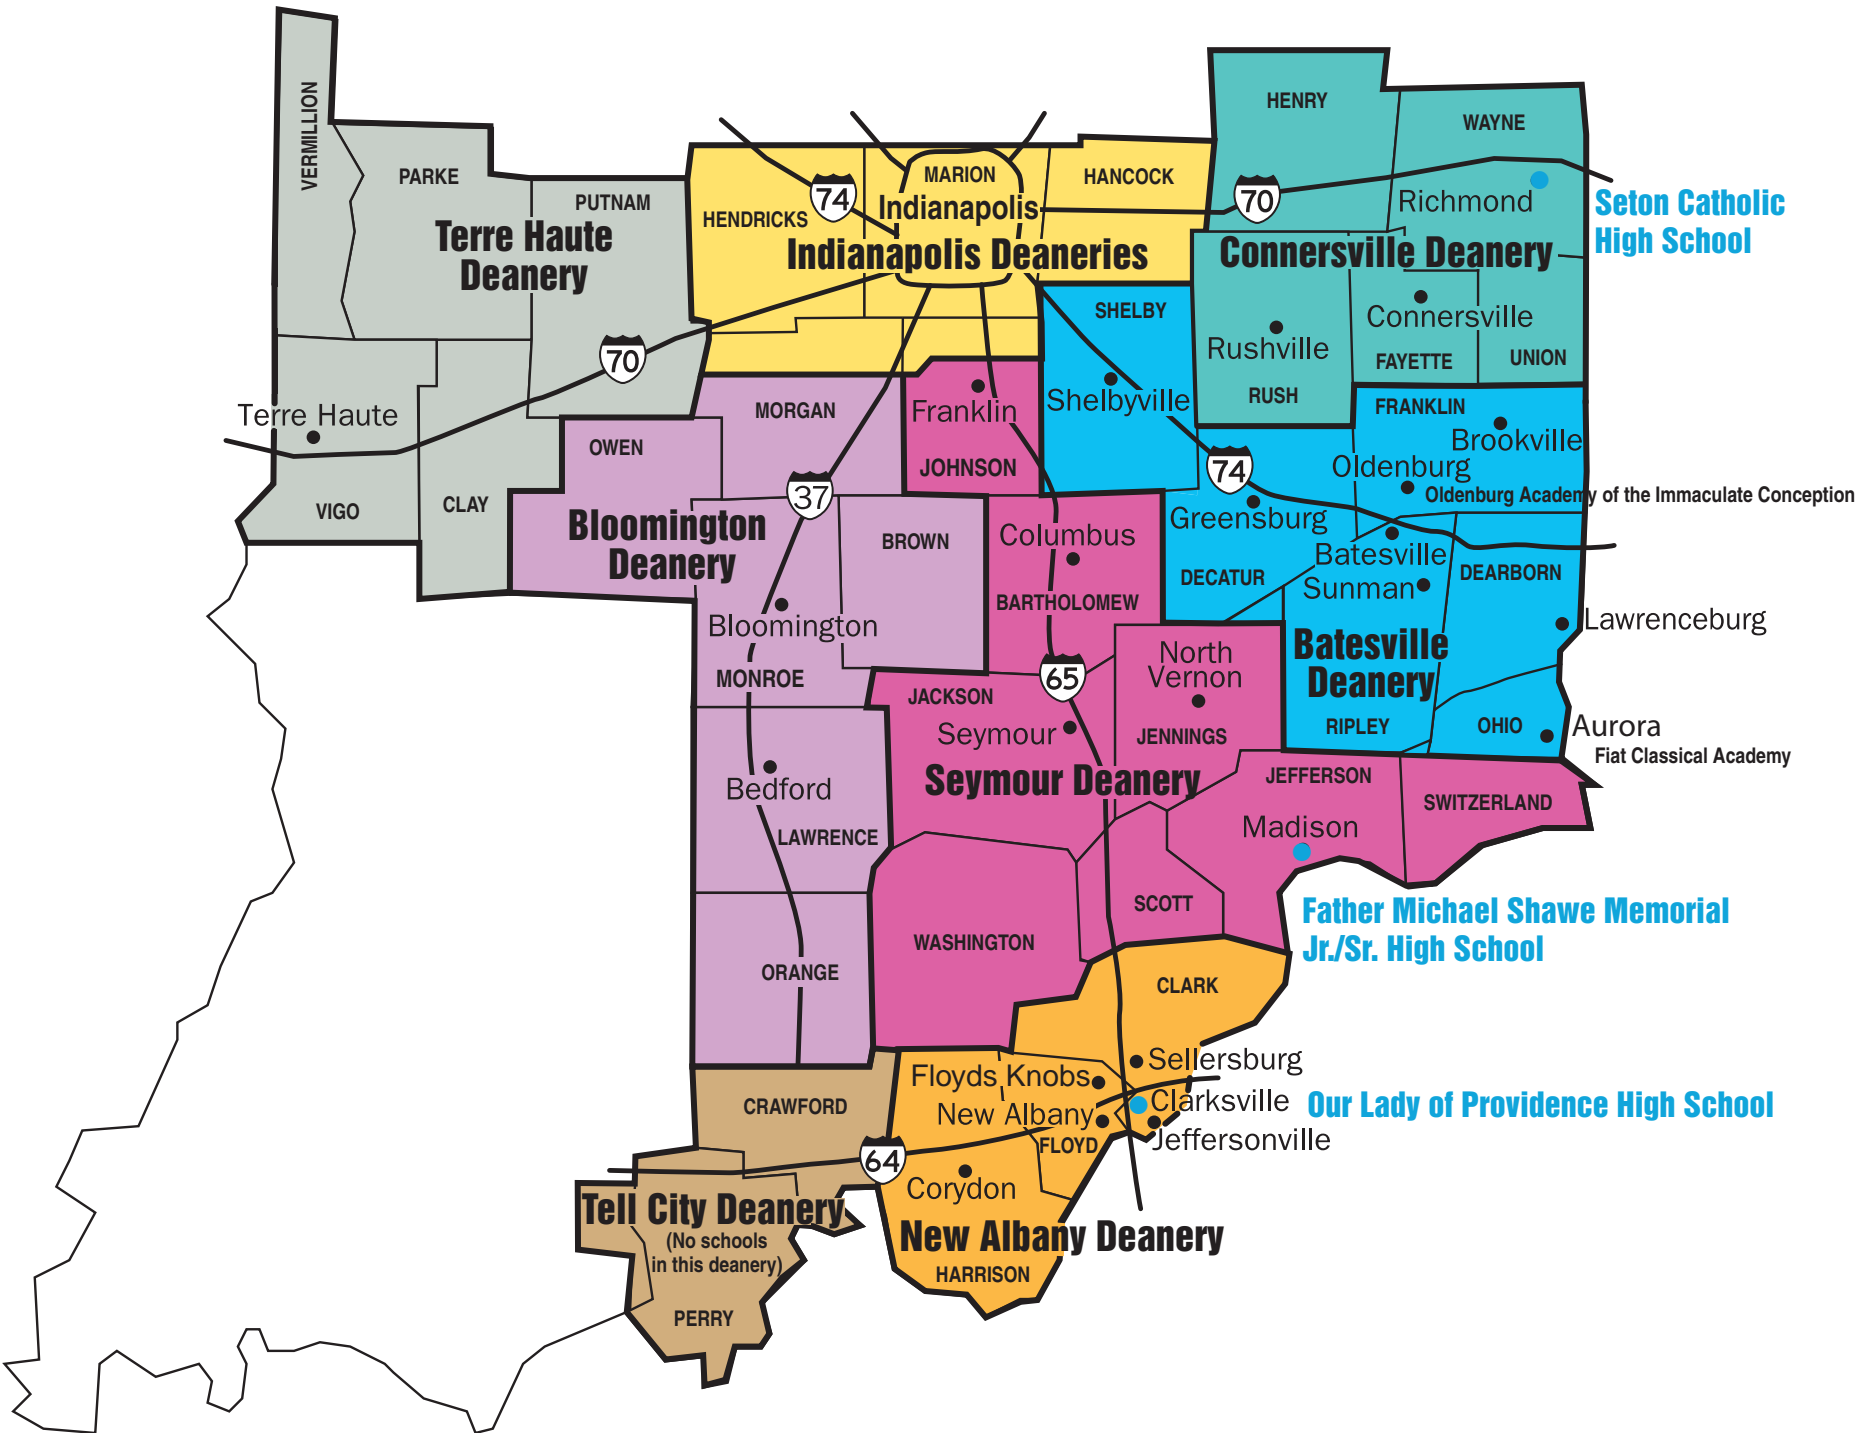 VERMILLION
PARKE
PUTNAM
Terre Haute
Deanery
70
Terre Haute
VIGO
CLAY
HENDRICKS
74
MARION
Indianapolis
HANCOCK
Indianapolis Deaneries
HENRY
WAYNE
70
Richmond
Seton Catholic
High School
Connersville Deanery
Connersville
Rushville
FAYETTE
UNION
RUSH
SHELBY
Shelbyville
FRANKLIN
Brookville
Oldenburg
Oldenburg Academy of the Immaculate Conception
74
Greensburg
Batesville
DECATUR
Sunman
DEARBORN
Lawrenceburg
Batesville
Deanery
RIPLEY
OHIO
Aurora
Fiat Classical Academy
MORGAN
OWEN
37
Bloomington
Deanery
BROWN
Bloomington
MONROE
Bedford
LAWRENCE
ORANGE
Franklin
JOHNSON
Columbus
BARTHOLOMEW
65
North
Vernon
JACKSON
Seymour
JENNINGS
Seymour Deanery
JEFFERSON
SWITZERLAND
Madison
Father Michael Shawe Memorial
Jr./Sr. High School
SCOTT
WASHINGTON
CLARK
Sellersburg
Floyds Knobs
Clarksville
Our Lady of Providence High School
New Albany
Jeffersonville
FLOYD
CRAWFORD
64
Corydon
Tell City Deanery
(No schools
in this deanery)
New Albany Deanery
HARRISON
PERRY